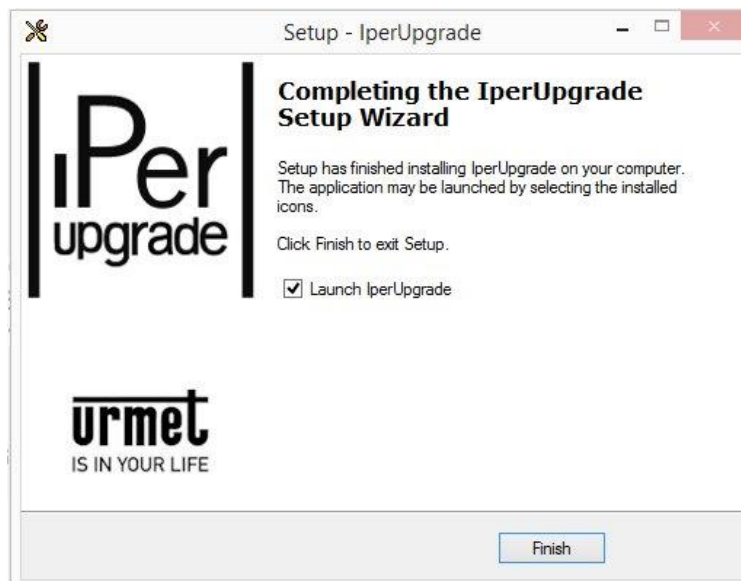 Setup - IperUpgrade
iPer
upgrade
Completing the IperUpgrade
Setup Wizard
Setup has finished installing IperUpgrade on your computer.
The application may be launched by selecting the installed
icons.
Click Finish to exit Setup.
Launch IperUpgrade
urmet
IS IN YOUR LIFE
Finish